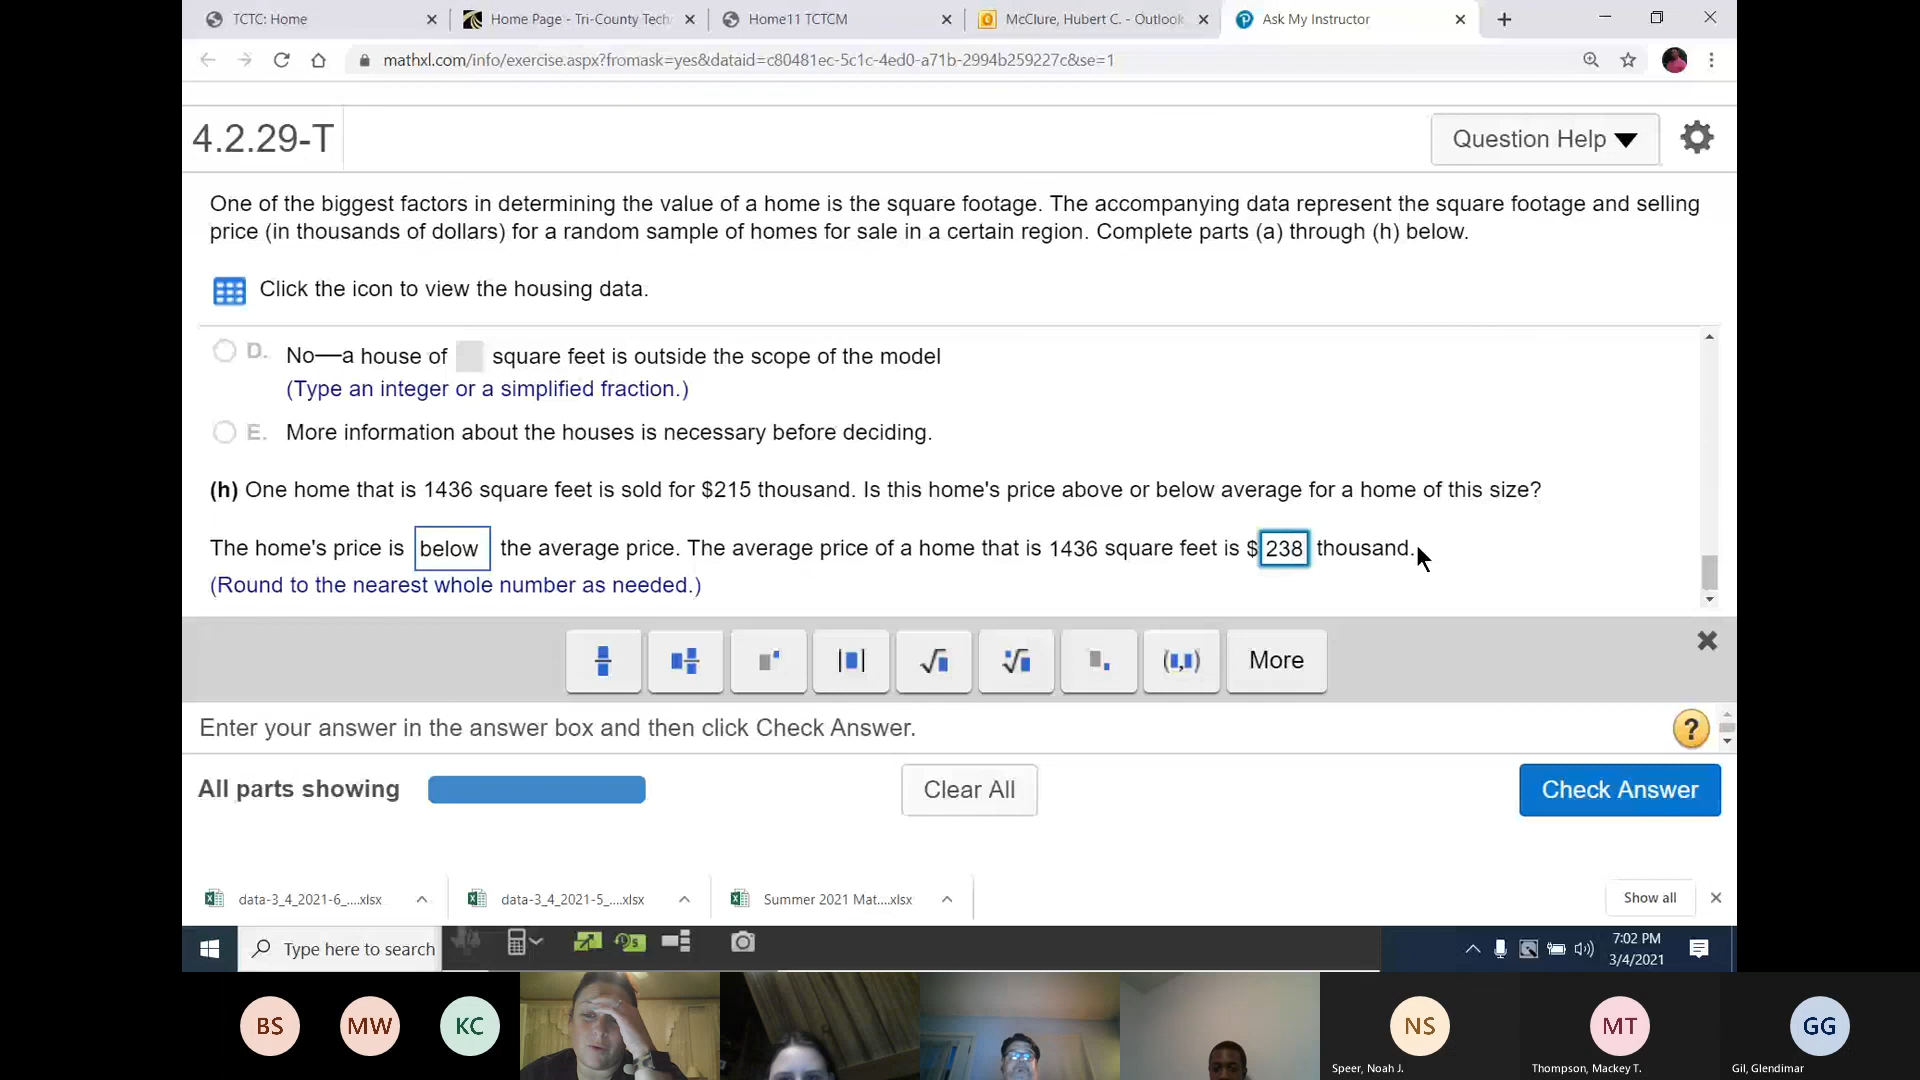 TCTC: Home
Home Page - Tri-County Tech
Home11 TCTCM
McClure, Hubert C. - Outlook
Ask My Instructor
mathxl.com/info/exercise.aspx?fromask=yes&dataid=c80481ec-5c1c-4ed0-a71b-2994b259227c&se=1
4.2.29-T
Question Help
One of the biggest factors in determining the value of a home is the square footage. The accompanying data represent the square footage and selling
price (in thousands of dollars) for a random sample of homes for sale in a certain region. Complete parts (a) through (h) below.
Click the icon to view the housing data.
D. No—a house of square feet is outside the scope of the model
(Type an integer or a simplified fraction.)
E. More information about the houses is necessary before deciding.
(h) One home that is 1436 square feet is sold for $215 thousand. Is this home's price above or below average for a home of this size?
The home's price is below the average price. The average price of a home that is 1436 square feet is $ 238 thousand.
(Round to the nearest whole number as needed.)
More
Enter your answer in the answer box and then click Check Answer.
?
All parts showing
Clear All
Check Answer
data-3_4_2021-6_....xlsx
data-3_4_2021-5_....xlsx
Summer 2021 Mat....xlsx
Show all
Type here to search
7:02 PM
3/4/2021
BS
MW
KC
NS
MT
GG
Speer, Noah J.
Thompson, Mackey T.
Gil, Glendimar